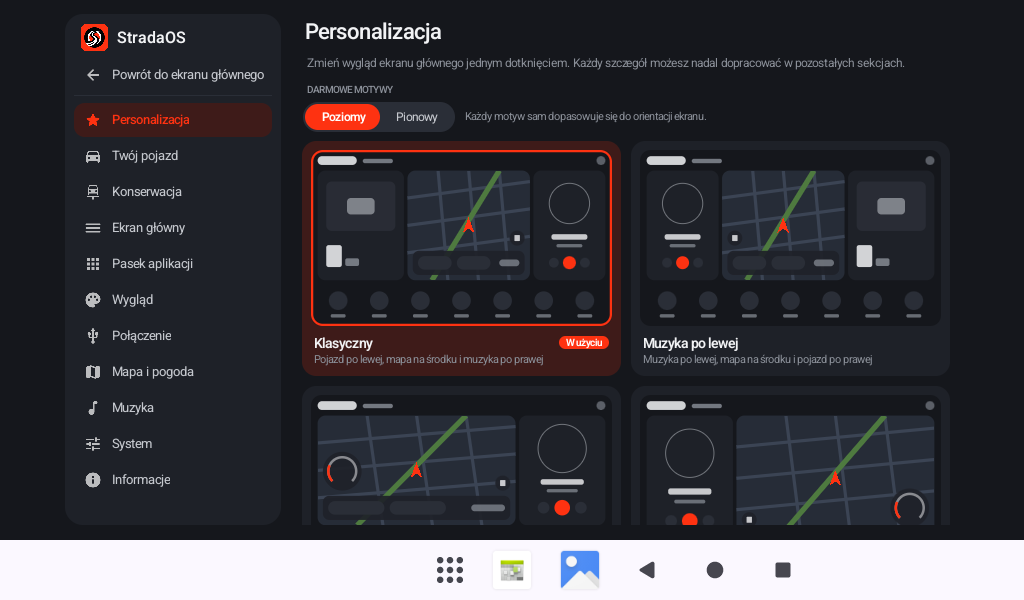 StradaOS
Powrót do ekranu głównego
Personalizacja
Twój pojazd
Konserwacja
Ekran główny
Pasek aplikacji
Wygląd
Połączenie
Mapa i pogoda
Muzyka
System
Informacje
Personalizacja
Zmień wygląd ekranu głównego jednym dotknięciem. Każdy szczegół możesz nadal dopracować w pozostałych sekcjach.
DARMOWE MOTYWY
Poziomy Pionowy Każdy motyw sam dopasowuje się do orientacji ekranu.
Klasyczny W użyciu
Pojazd po lewej, mapa na środku i muzyka po prawej
Muzyka po lewej
Muzyka po lewej, mapa na środku i pojazd po prawej